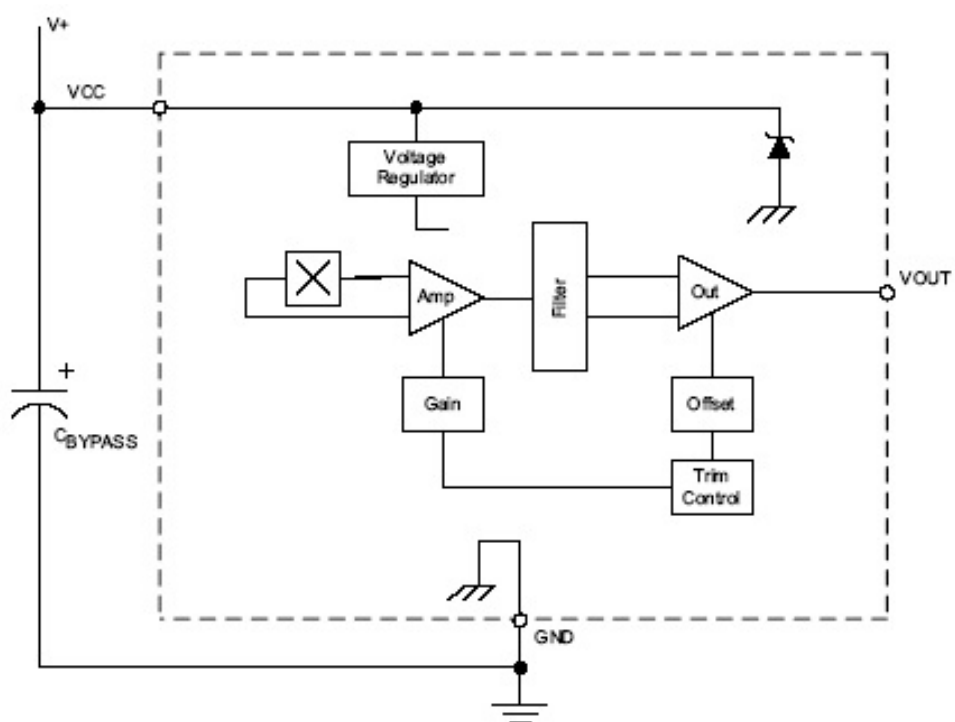 V+
VCC
Voltage
Regulator
VOUT
Amp
Filter
Out
+
Gain
Offset
CBYPASS
Trim
Control
GND